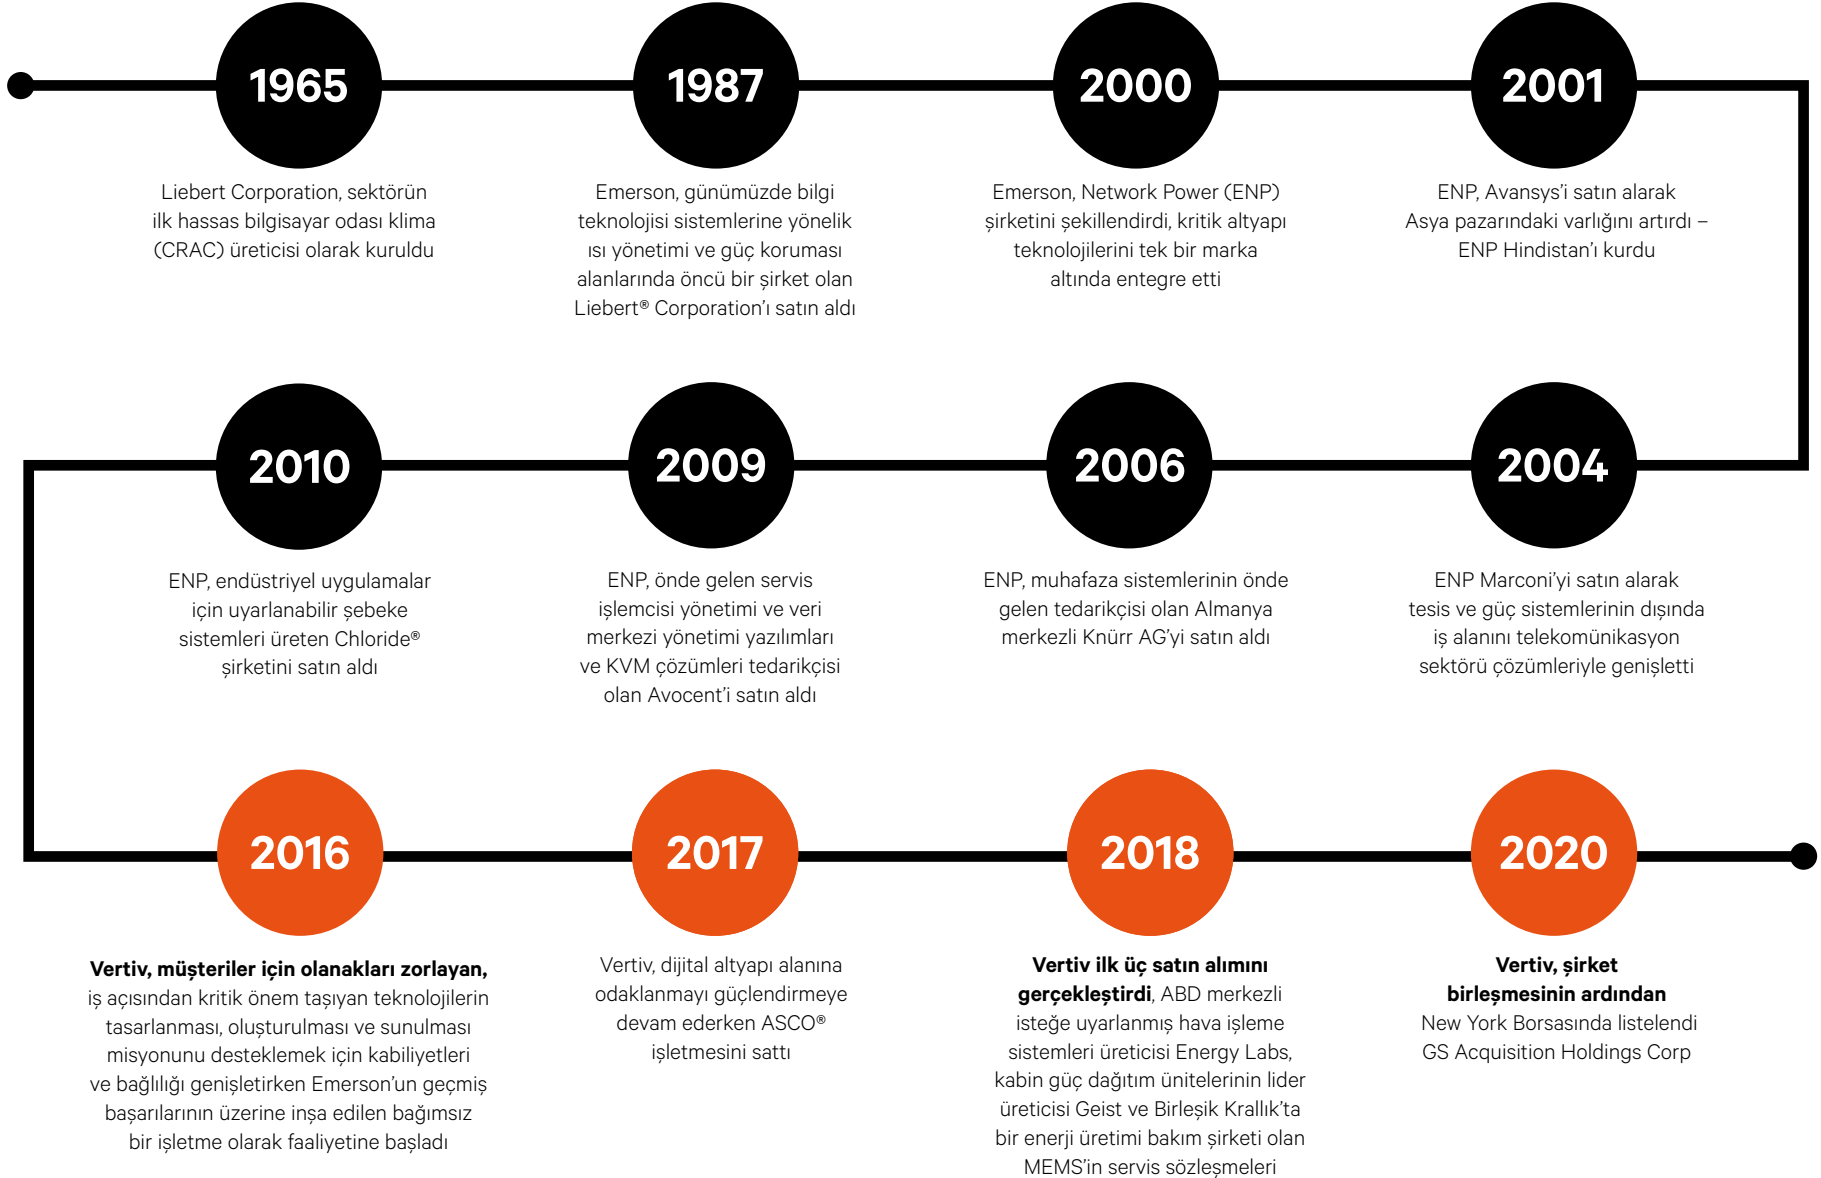 1965
Liebert Corporation, sektörün
ilk hassas bilgisayar odası klima
(CRAC) üreticisi olarak kuruldu
1987
Emerson, günümüzde bilgi
teknolojisi sistemlerine yönelik
ısı yönetimi ve güç koruması
alanlarında öncü bir şirket olan
Liebert® Corporation’ı satın aldı
2000
Emerson, Network Power (ENP)
şirketini şekillendirdi, kritik altyapı
teknolojilerini tek bir marka
altında entegre etti
2001
ENP, Avansys’i satın alarak
Asya pazarındaki varlığını artırdı –
ENP Hindistan’ı kurdu
2004
ENP Marconi’yi satın alarak
tesis ve güç sistemlerinin dışında
iş alanını telekomünikasyon
sektörü çözümleriyle genişletti
2006
ENP, muhafaza sistemlerinin önde
gelen tedarikçisi olan Almanya
merkezli Knürr AG’yi satın aldı
2009
ENP, önde gelen servis
işlemcisi yönetimi ve veri
merkezi yönetimi yazılımları
ve KVM çözümleri tedarikçisi
olan Avocent’i satın aldı
2010
ENP, endüstriyel uygulamalar
için uyarlanabilir şebeke
sistemleri üreten Chloride®
şirketini satın aldı
2016
Vertiv, müşteriler için olanakları zorlayan,
iş açısından kritik önem taşıyan teknolojilerin
tasarlanması, oluşturulması ve sunulması
misyonunu desteklemek için kabiliyetleri
ve bağlılığı genişletirken Emerson’un geçmiş
başarılarının üzerine inşa edilen bağımsız
bir işletme olarak faaliyetine başladı
2017
Vertiv, dijital altyapı alanına
odaklanmayı güçlendirmeye
devam ederken ASCO®
işletmesini sattı
2018
Vertiv ilk üç satın alımını
gerçekleştirdi, ABD merkezli
isteğe uyarlanmış hava işleme
sistemleri üreticisi Energy Labs,
kabin güç dağıtım ünitelerinin lider
üreticisi Geist ve Birleşik Krallık’ta
bir enerji üretimi bakım şirketi olan
MEMS’in servis sözleşmeleri
2020
Vertiv, şirket
birleşmesinin ardından
New York Borsasında listelendi
GS Acquisition Holdings Corp